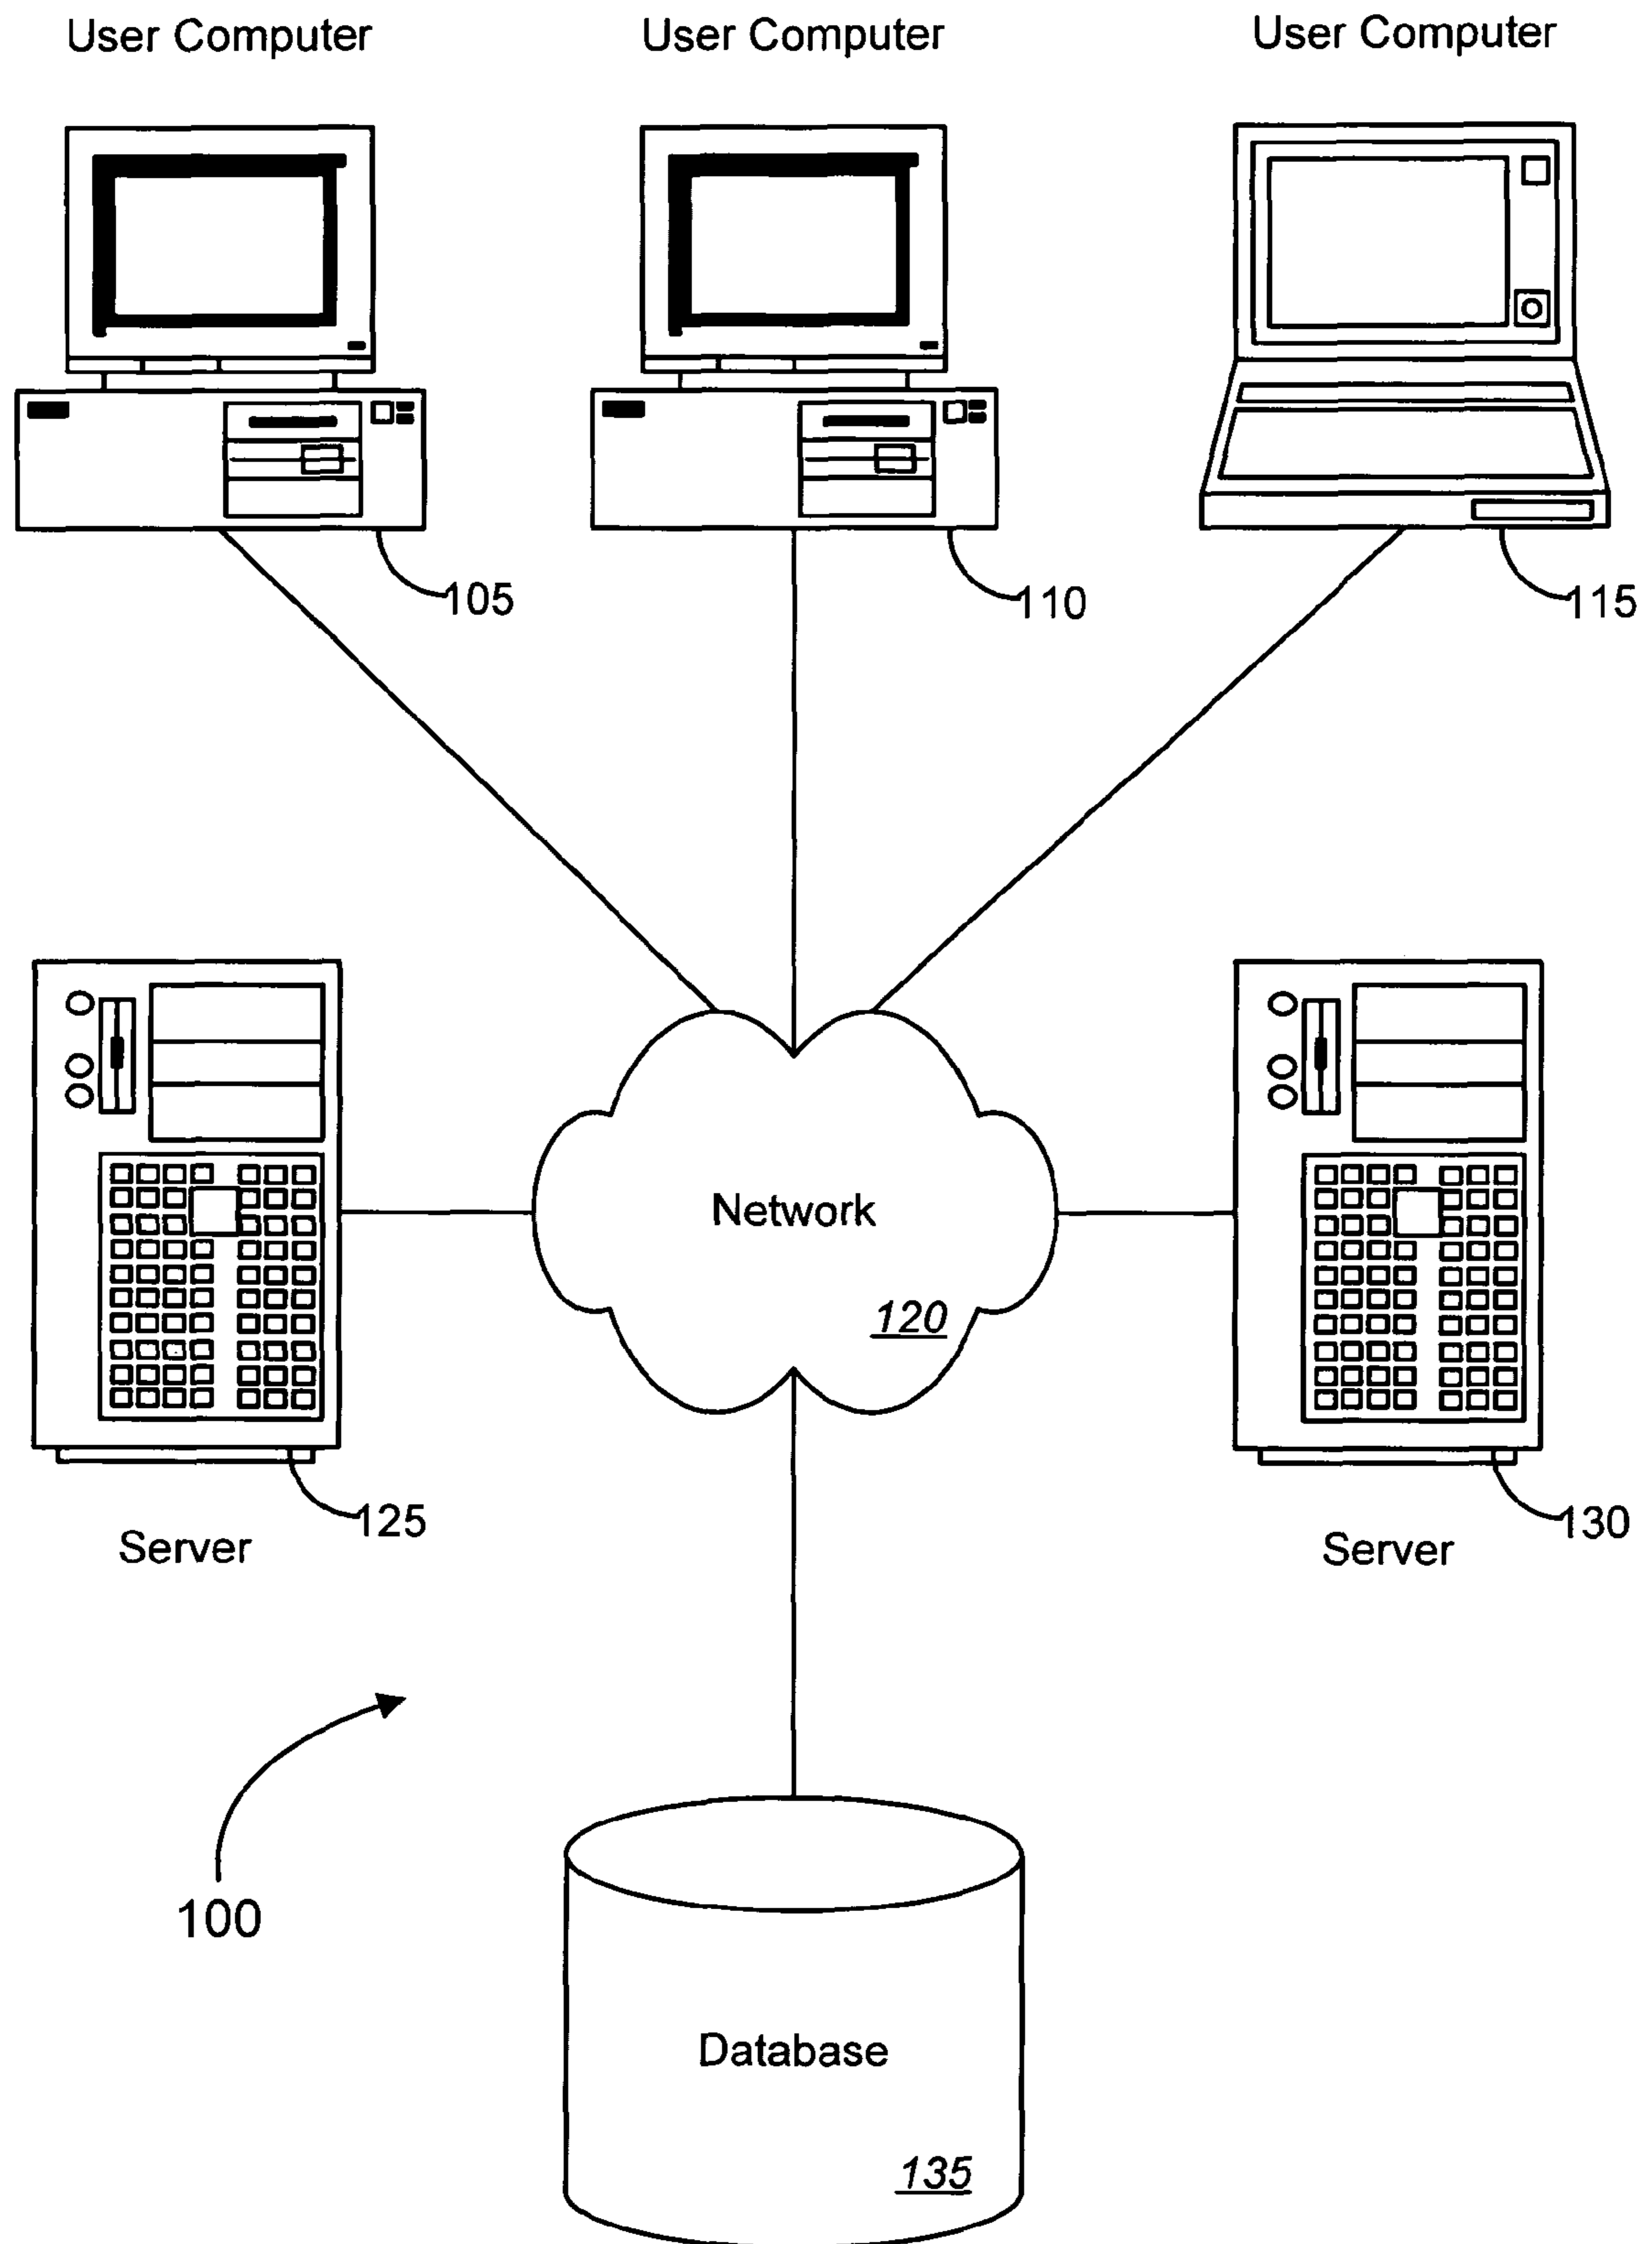 User Computer
User Computer
User Computer
105
110
115
Network
120
125
Server
130
Server
100
Database
135